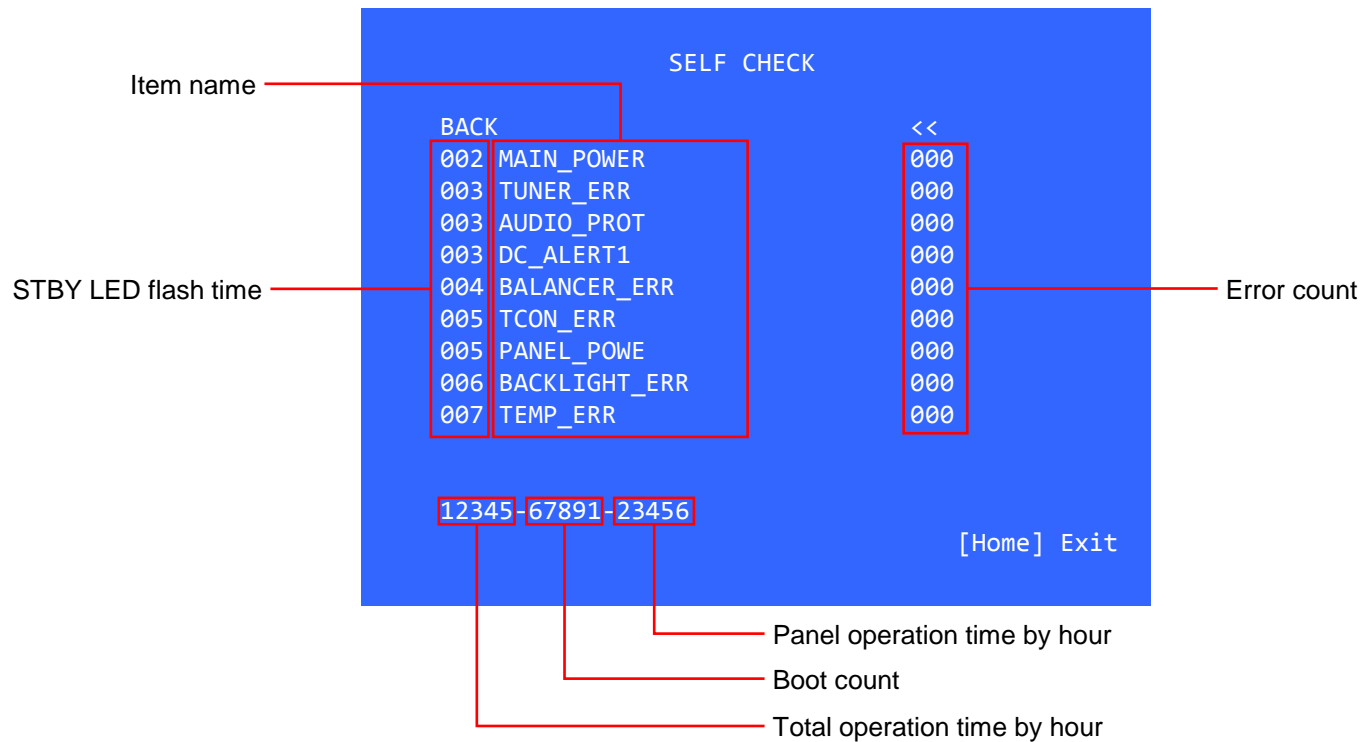 SELF CHECK
Item name
BACK <<
002 MAIN_POWER 000
003 TUNER_ERR 000
003 AUDIO_PROT 000
003 DC_ALERT1 000
STBY LED flash time 004 BALANCER_ERR 000 Error count
005 TCON_ERR 000
005 PANEL_POWE 000
006 BACKLIGHT_ERR 000
007 TEMP_ERR 000
12345-67891-23456
[Home] Exit
Panel operation time by hour
Boot count
Total operation time by hour